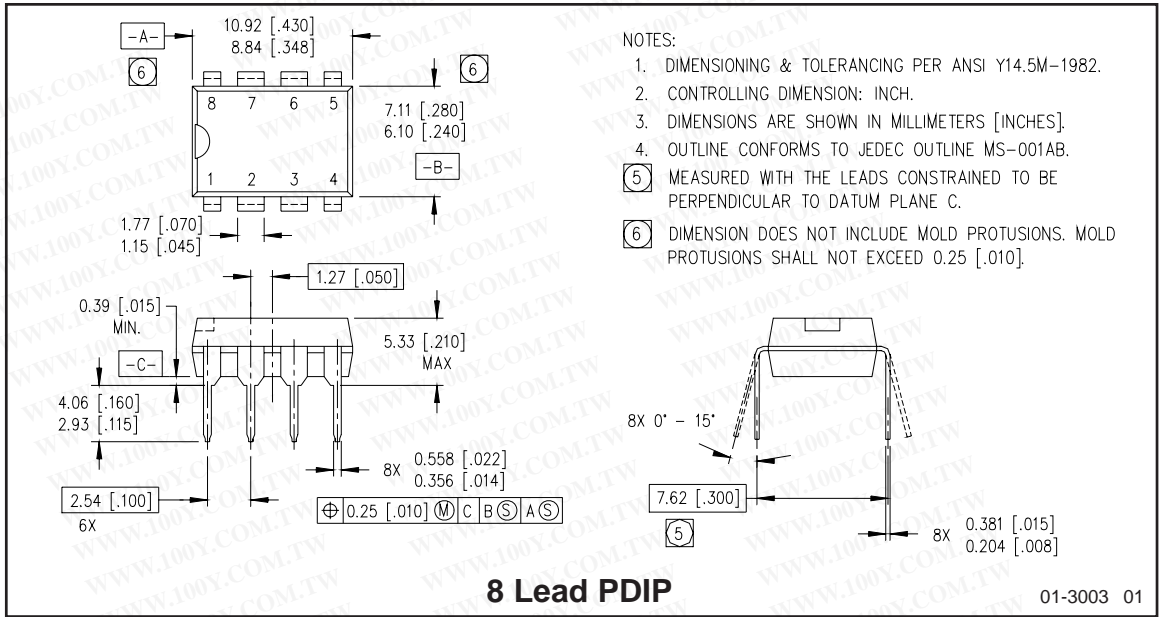 -A-
10.92 [.430]
8.84 [.348]
6
6
8 7 6 5
7.11 [.280]
6.10 [.240]
-B-
1 2 3 4
1.77 [.070]
1.15 [.045]
1.27 [.050]
0.39 [.015]
MIN.
-C-
5.33 [.210]
MAX
4.06 [.160]
2.93 [.115]
8X 0.558 [.022]
0.356 [.014]
2.54 [.100]
6X
⌖ 0.25 [.010] Ⓜ C B Ⓢ A Ⓢ
NOTES:
1. DIMENSIONING & TOLERANCING PER ANSI Y14.5M-1982.
2. CONTROLLING DIMENSION: INCH.
3. DIMENSIONS ARE SHOWN IN MILLIMETERS [INCHES].
4. OUTLINE CONFORMS TO JEDEC OUTLINE MS-001AB.
5 MEASURED WITH THE LEADS CONSTRAINED TO BE
PERPENDICULAR TO DATUM PLANE C.
6 DIMENSION DOES NOT INCLUDE MOLD PROTUSIONS. MOLD
PROTUSIONS SHALL NOT EXCEED 0.25 [.010].
8X 0° - 15°
7.62 [.300]
5
8X 0.381 [.015]
0.204 [.008]
8 Lead PDIP
01-3003 01
WWW.100Y.COM.TW